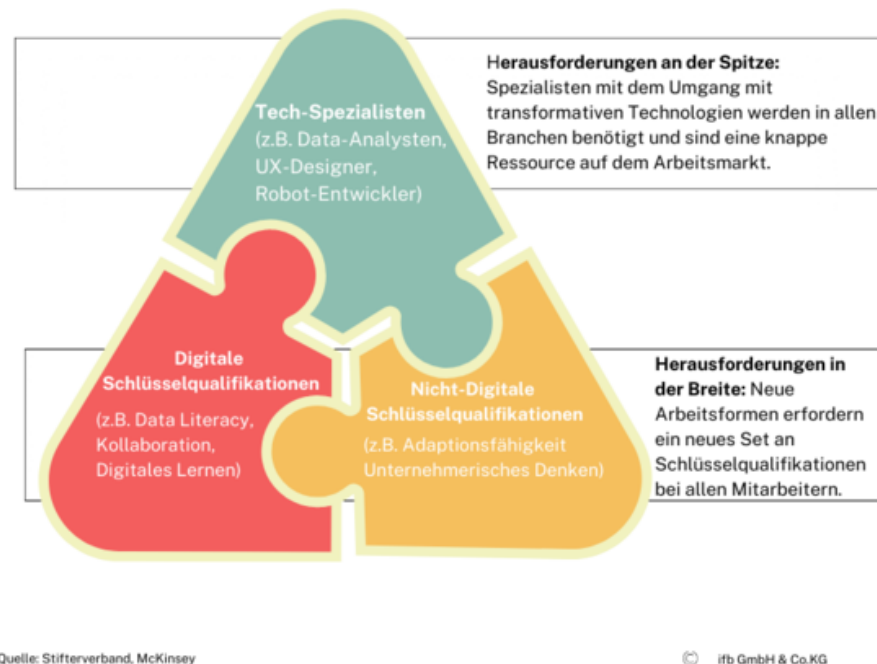 Tech-Spezialisten
(z.B. Data-Analysten,
UX-Designer,
Robot-Entwickler)
Herausforderungen an der Spitze:
Spezialisten mit dem Umgang mit
transformativen Technologien werden in allen
Branchen benötigt und sind eine knappe
Ressource auf dem Arbeitsmarkt.
Digitale
Schlüsselqualifikationen
(z.B. Data Literacy,
Kollaboration,
Digitales Lernen)
Nicht-Digitale
Schlüsselqualifikationen
(z.B. Adaptionsfähigkeit
Unternehmerisches Denken)
Herausforderungen in
der Breite: Neue
Arbeitsformen erfordern
ein neues Set an
Schlüsselqualifikationen
bei allen Mitarbeitern.
Quelle: Stifterverband, McKinsey
© ifb GmbH & Co.KG